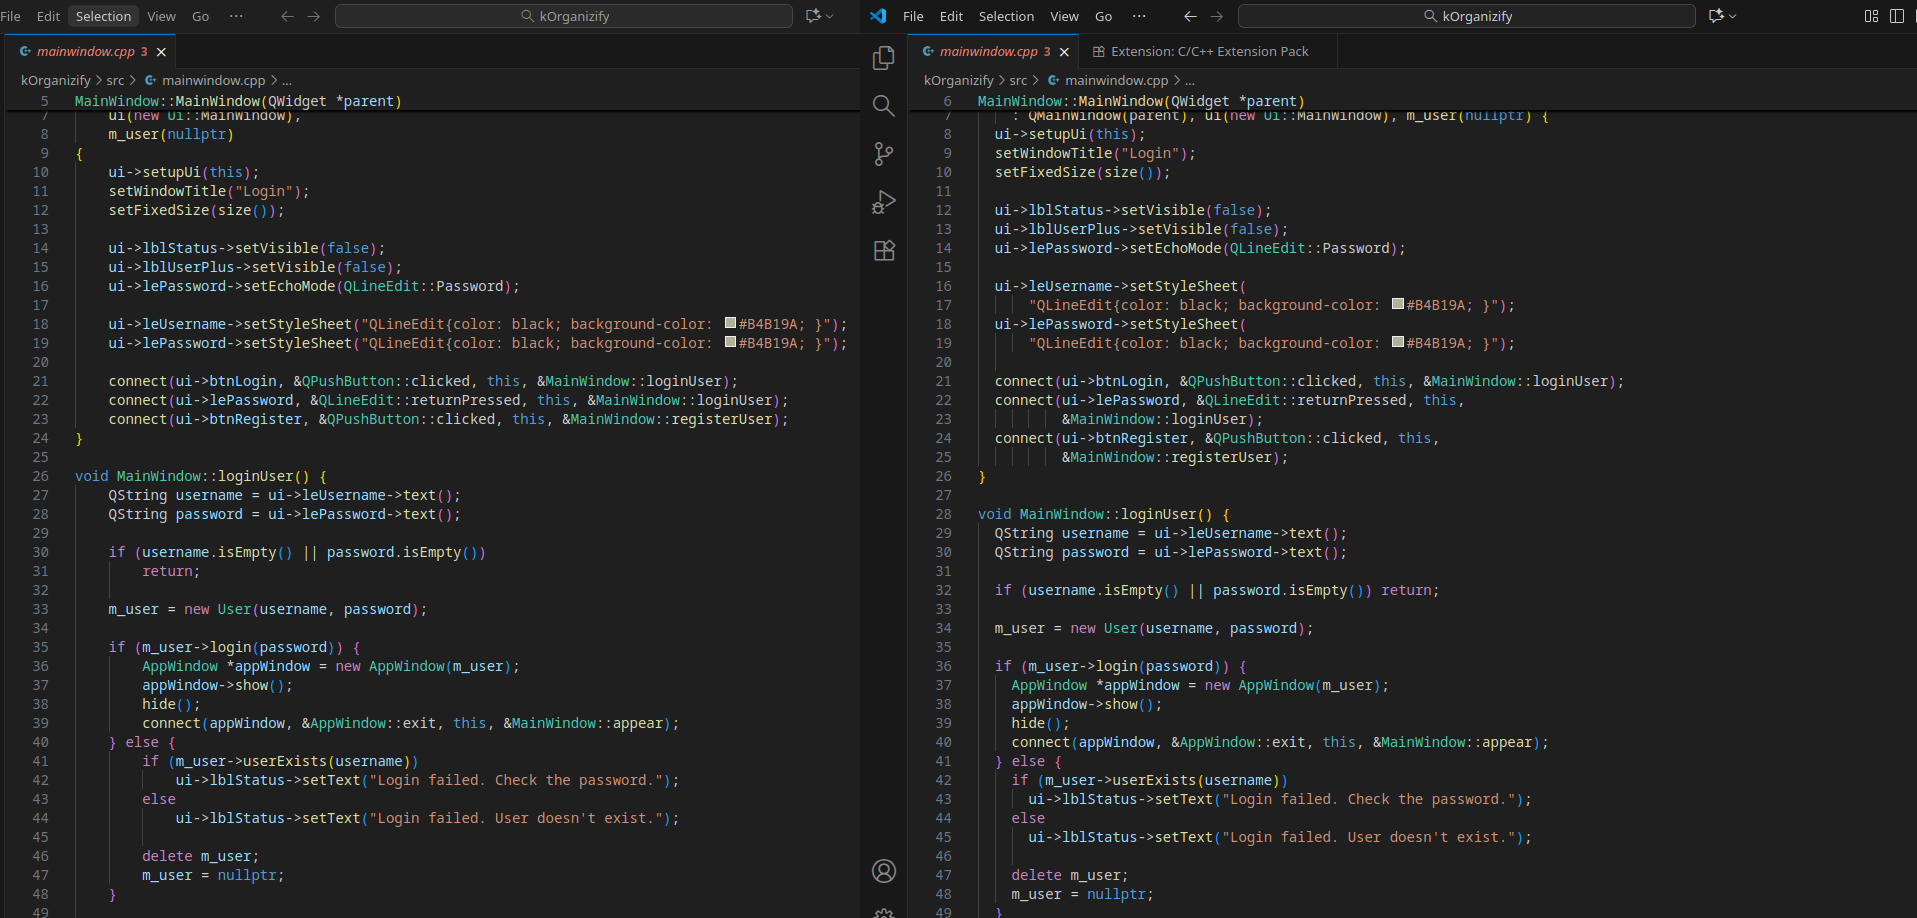 File Edit Selection View Go ··· kOrganizify
mainwindow.cpp 3
kOrganizify > src > mainwindow.cpp > ...
5 MainWindow::MainWindow(QWidget *parent)
7 ui(new Ui::MainWindow),
8 m_user(nullptr)
9 {
10 ui->setupUi(this);
11 setWindowTitle("Login");
12 setFixedSize(size());
13
14 ui->lblStatus->setVisible(false);
15 ui->lblUserPlus->setVisible(false);
16 ui->lePassword->setEchoMode(QLineEdit::Password);
17
18 ui->leUsername->setStyleSheet("QLineEdit{color: black; background-color: #B4B19A; }");
19 ui->lePassword->setStyleSheet("QLineEdit{color: black; background-color: #B4B19A; }");
20
21 connect(ui->btnLogin, &QPushButton::clicked, this, &MainWindow::loginUser);
22 connect(ui->lePassword, &QLineEdit::returnPressed, this, &MainWindow::loginUser);
23 connect(ui->btnRegister, &QPushButton::clicked, this, &MainWindow::registerUser);
24 }
25
26 void MainWindow::loginUser() {
27 QString username = ui->leUsername->text();
28 QString password = ui->lePassword->text();
29
30 if (username.isEmpty() || password.isEmpty())
31 return;
32
33 m_user = new User(username, password);
34
35 if (m_user->login(password)) {
36 AppWindow *appWindow = new AppWindow(m_user);
37 appWindow->show();
38 hide();
39 connect(appWindow, &AppWindow::exit, this, &MainWindow::appear);
40 } else {
41 if (m_user->userExists(username))
42 ui->lblStatus->setText("Login failed. Check the password.");
43 else
44 ui->lblStatus->setText("Login failed. User doesn't exist.");
45
46 delete m_user;
47 m_user = nullptr;
48 }
49
File Edit Selection View Go ··· kOrganizify
mainwindow.cpp 3 Extension: C/C++ Extension Pack
kOrganizify > src > mainwindow.cpp > ...
6 MainWindow::MainWindow(QWidget *parent)
7 : QMainWindow(parent), ui(new Ui::MainWindow), m_user(nullptr) {
8 ui->setupUi(this);
9 setWindowTitle("Login");
10 setFixedSize(size());
11
12 ui->lblStatus->setVisible(false);
13 ui->lblUserPlus->setVisible(false);
14 ui->lePassword->setEchoMode(QLineEdit::Password);
15
16 ui->leUsername->setStyleSheet(
17 "QLineEdit{color: black; background-color: #B4B19A; }");
18 ui->lePassword->setStyleSheet(
19 "QLineEdit{color: black; background-color: #B4B19A; }");
20
21 connect(ui->btnLogin, &QPushButton::clicked, this, &MainWindow::loginUser);
22 connect(ui->lePassword, &QLineEdit::returnPressed, this,
23 &MainWindow::loginUser);
24 connect(ui->btnRegister, &QPushButton::clicked, this,
25 &MainWindow::registerUser);
26 }
27
28 void MainWindow::loginUser() {
29 QString username = ui->leUsername->text();
30 QString password = ui->lePassword->text();
31
32 if (username.isEmpty() || password.isEmpty()) return;
33
34 m_user = new User(username, password);
35
36 if (m_user->login(password)) {
37 AppWindow *appWindow = new AppWindow(m_user);
38 appWindow->show();
39 hide();
40 connect(appWindow, &AppWindow::exit, this, &MainWindow::appear);
41 } else {
42 if (m_user->userExists(username))
43 ui->lblStatus->setText("Login failed. Check the password.");
44 else
45 ui->lblStatus->setText("Login failed. User doesn't exist.");
46
47 delete m_user;
48 m_user = nullptr;
49 }